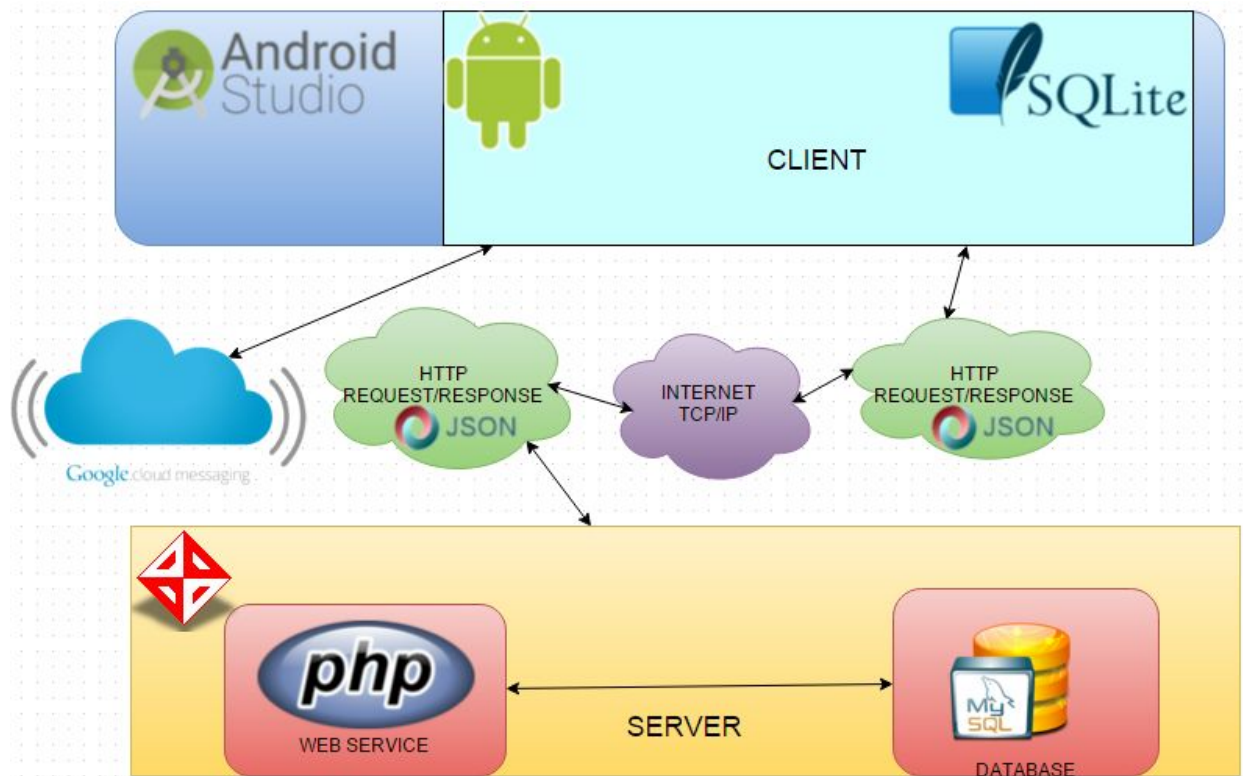 Android
Studio
SQLite
CLIENT
HTTP
REQUEST/RESPONSE
JSON
INTERNET
TCP/IP
HTTP
REQUEST/RESPONSE
JSON
Google cloud messaging
php
WEB SERVICE
SERVER
My
SQL
DATABASE